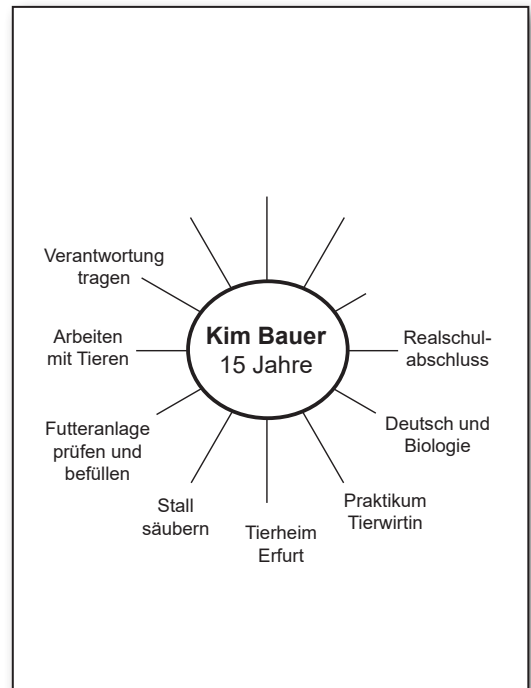 Verantwortung
tragen
Kim Bauer
15 Jahre
Arbeiten
mit Tieren
Realschul-
abschluss
Futteranlage
prüfen und
befüllen
Deutsch und
Biologie
Stall
säubern
Praktikum
Tierwirtin
Tierheim
Erfurt